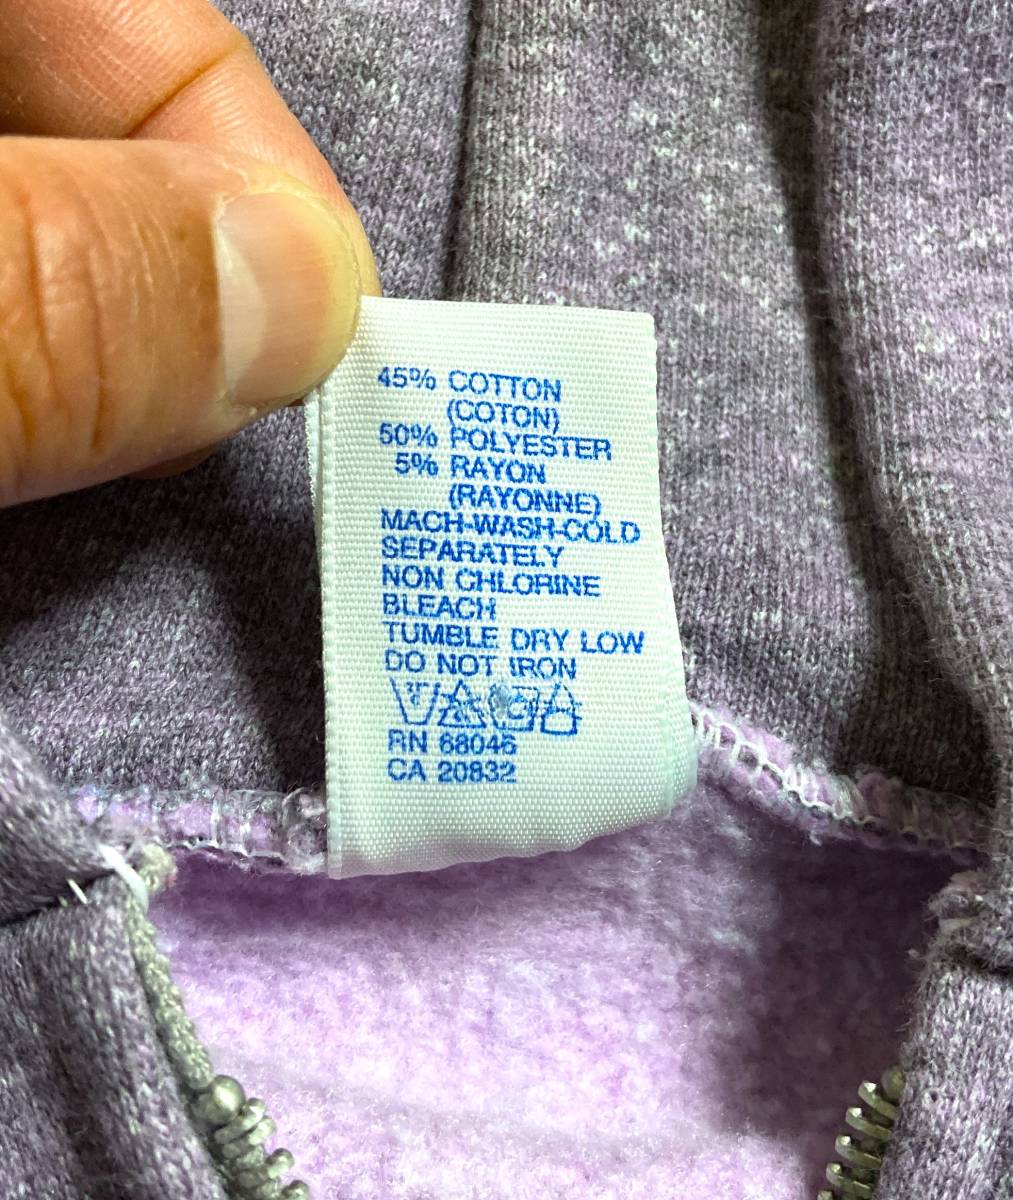 45% COTTON
(COTON)
50% POLYESTER
5% RAYON
(RAYONNE)
MACH-WASH-COLD
SEPARATELY
NON CHLORINE
BLEACH
TUMBLE DRY LOW
DO NOT IRON
RN 68046
CA 20832